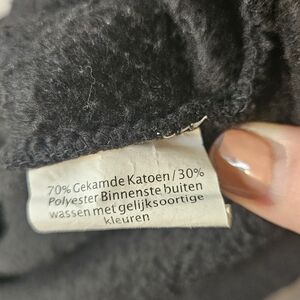 70% Gekamde Katoen / 30%
Polyester Binnenste buiten
wassen met gelijksoortige
kleuren